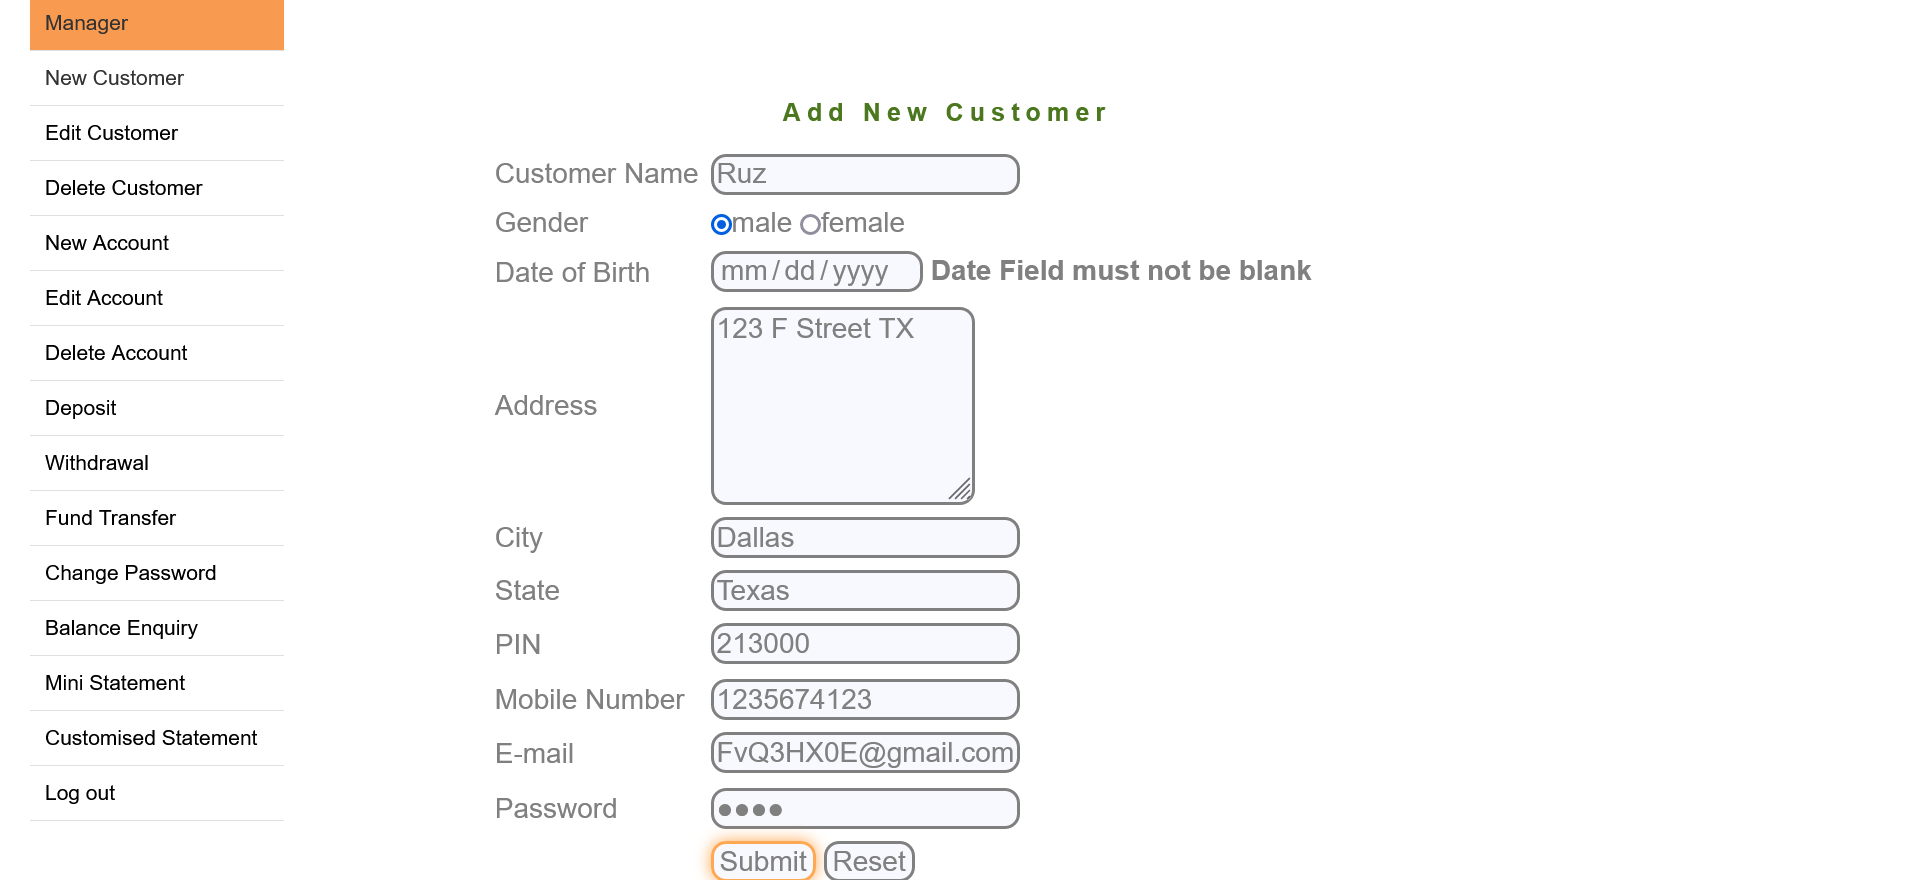 Manager
New Customer
Edit Customer
Delete Customer
New Account
Edit Account
Delete Account
Deposit
Withdrawal
Fund Transfer
Change Password
Balance Enquiry
Mini Statement
Customised Statement
Log out
Add New Customer
Customer Name Ruz
Gender male female
Date of Birth mm/dd/yyyy Date Field must not be blank
Address 123 F Street TX
City Dallas
State Texas
PIN 213000
Mobile Number 1235674123
E-mail FvQ3HX0E@gmail.com
Password ••••
Submit Reset